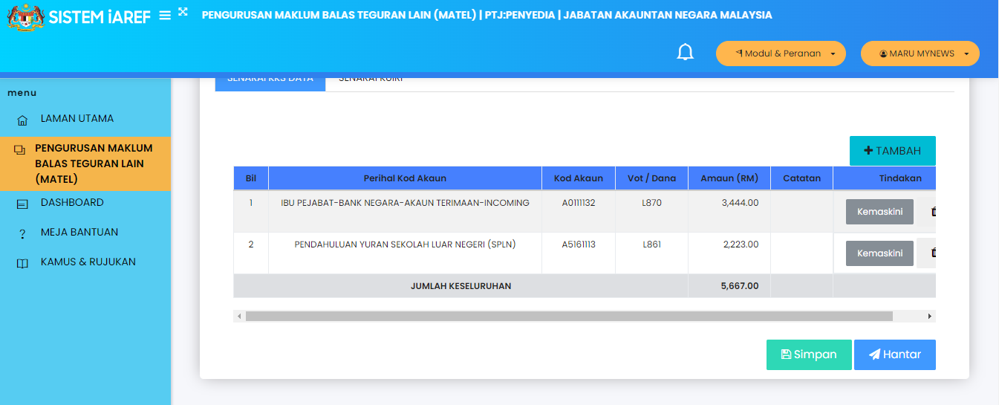 SISTEM iAREF
PENGURUSAN MAKLUM BALAS TEGURAN LAIN (MATEL) | PTJ:PENYEDIA | JABATAN AKAUNTAN NEGARA MALAYSIA
Modul & Peranan
MARU MYNEWS
menu
LAMAN UTAMA
PENGURUSAN MAKLUM
BALAS TEGURAN LAIN
(MATEL)
DASHBOARD
MEJA BANTUAN
KAMUS & RUJUKAN
SENARAI KKS DATA SENARAI KUIRI
TAMBAH
Bil Perihal Kod Akaun Kod Akaun Vot / Dana Amaun (RM) Catatan Tindakan
1 IBU PEJABAT-BANK NEGARA-AKAUN TERIMAAN-INCOMING A0111132 L870 3,444.00 Kemaskini
2 PENDAHULUAN YURAN SEKOLAH LUAR NEGERI (SPLN) A5161113 L861 2,223.00 Kemaskini
JUMLAH KESELURUHAN 5,667.00
Simpan Hantar